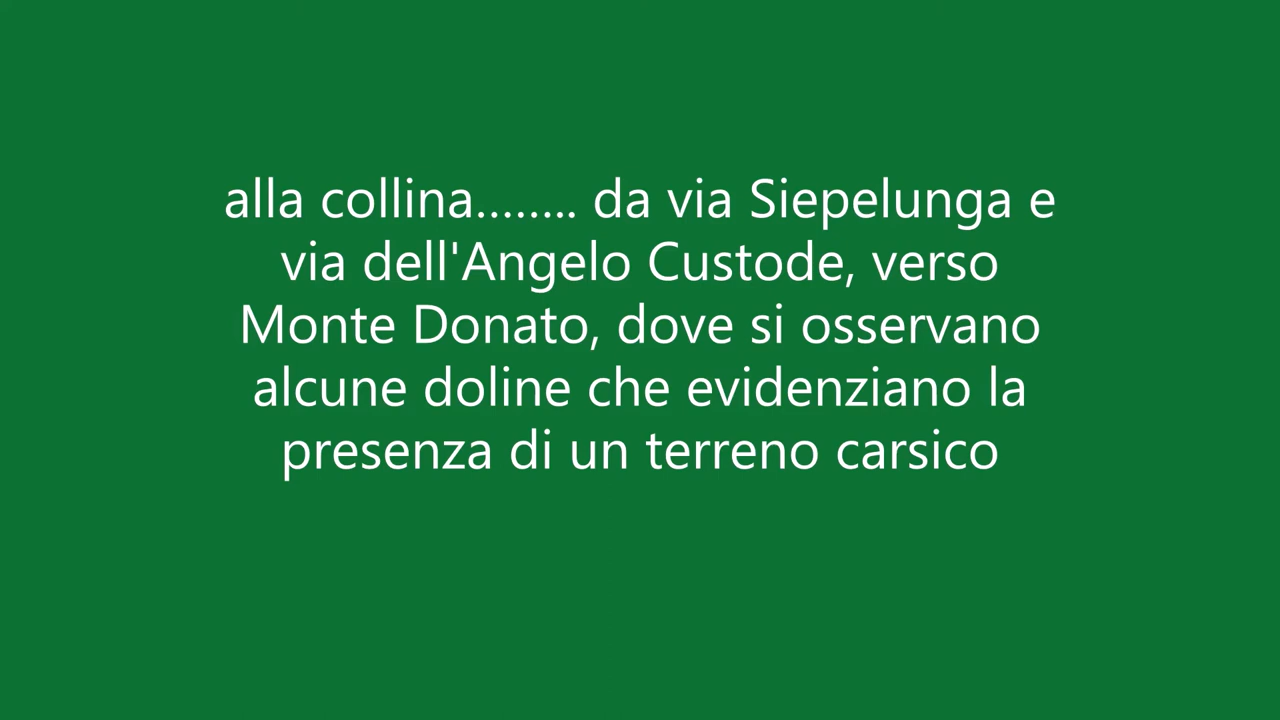 alla collina........ da via Siepelunga e
via dell'Angelo Custode, verso
Monte Donato, dove si osservano
alcune doline che evidenziano la
presenza di un terreno carsico